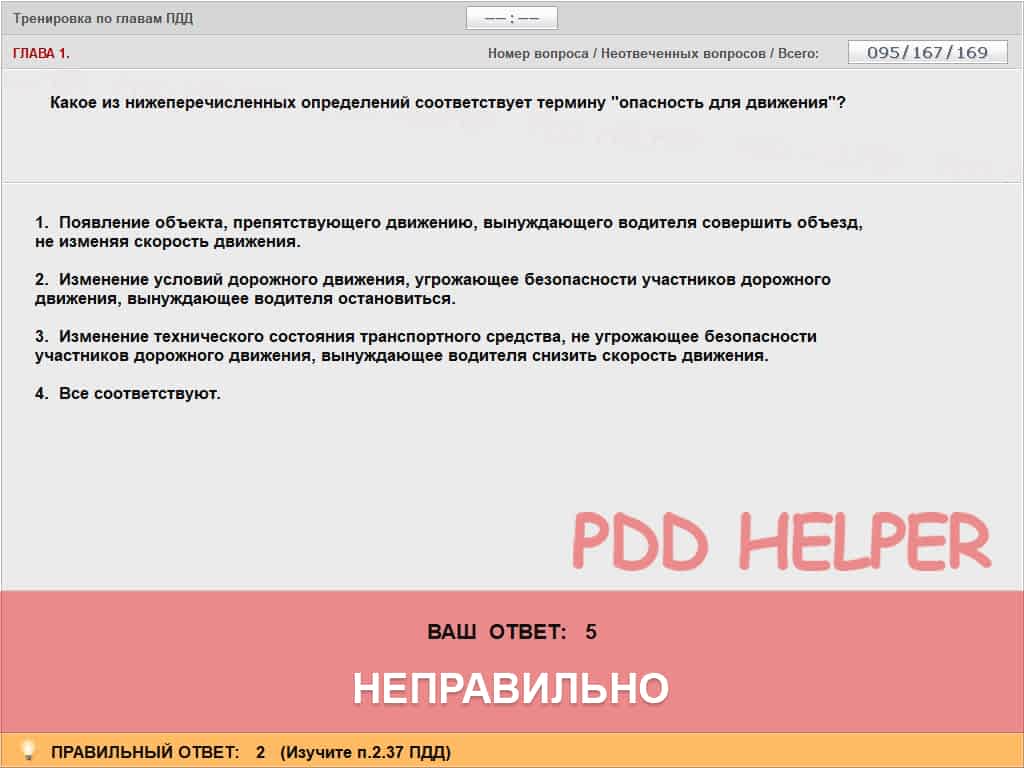 Тренировка по главам ПДД
––:––
ГЛАВА 1.
Номер вопроса / Неотвеченных вопросов / Всего:
095/167/169
Какое из нижеперечисленных определений соответствует термину "опасность для движения"?
1. Появление объекта, препятствующего движению, вынуждающего водителя совершить объезд,
не изменяя скорость движения.
2. Изменение условий дорожного движения, угрожающее безопасности участников дорожного
движения, вынуждающее водителя остановиться.
3. Изменение технического состояния транспортного средства, не угрожающее безопасности
участников дорожного движения, вынуждающее водителя снизить скорость движения.
4. Все соответствуют.
PDD HELPER
ВАШ ОТВЕТ: 5
НЕПРАВИЛЬНО
ПРАВИЛЬНЫЙ ОТВЕТ: 2 (Изучите п.2.37 ПДД)